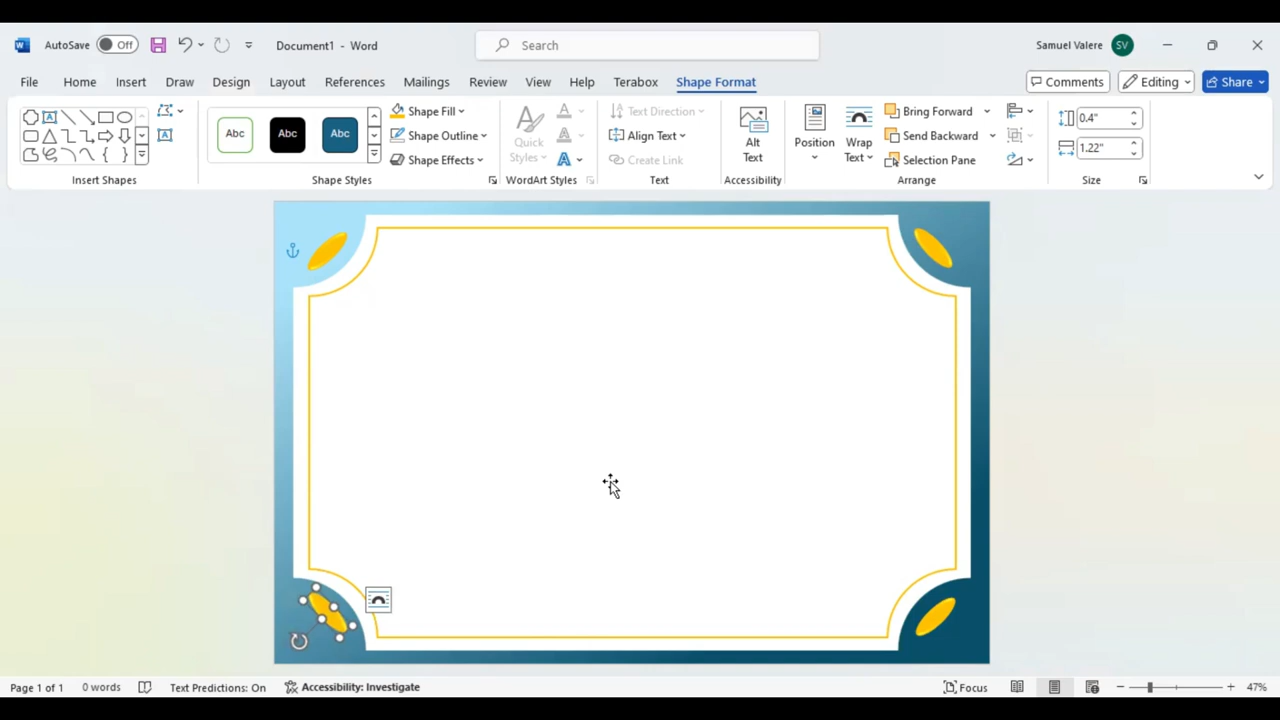 AutoSave Off Document1 - Word Search Samuel Valere SV
File Home Insert Draw Design Layout References Mailings Review View Help Terabox Shape Format Comments Editing Share
Abc Abc Abc
Shape Fill
Shape Outline
Shape Effects
Quick
Styles
Text Direction
Align Text
Create Link
Alt
Text
Position
Wrap
Text
Bring Forward
Send Backward
Selection Pane
0.4"
1.22"
Insert Shapes Shape Styles WordArt Styles Text Accessibility Arrange Size
Page 1 of 1 0 words Text Predictions: On Accessibility: Investigate Focus 47%